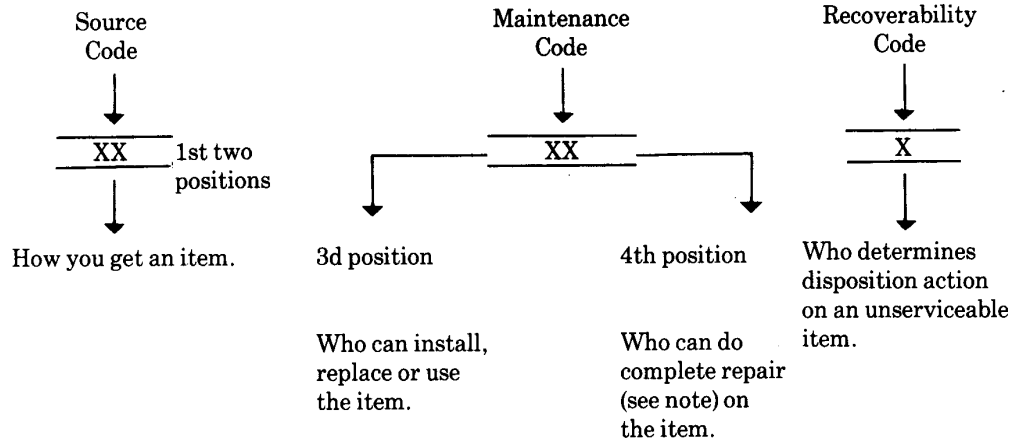 Source
Code
XX
1st two
positions
How you get an item.
Maintenance
Code
XX
3d position
Who can install,
replace or use
the item.
4th position
Who can do
complete repair
(see note) on
the item.
Recoverability
Code
X
Who determines
disposition action
on an unserviceable
item.